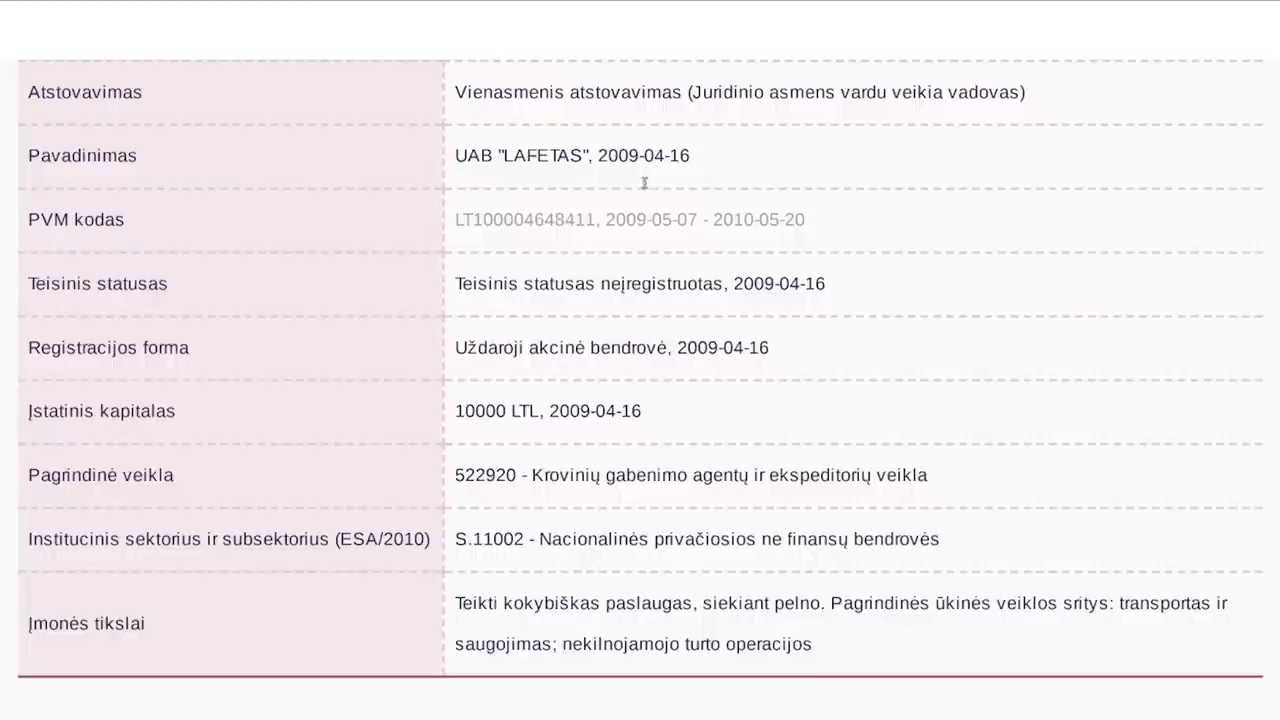 Atstovavimas Vienasmenis atstovavimas (Juridinio asmens vardu veikia vadovas)
Pavadinimas UAB "LAFETAS", 2009-04-16
PVM kodas LT100004648411, 2009-05-07 - 2010-05-20
Teisinis statusas Teisinis statusas neįregistruotas, 2009-04-16
Registracijos forma Uždaroji akcinė bendrovė, 2009-04-16
Įstatinis kapitalas 10000 LTL, 2009-04-16
Pagrindinė veikla 522920 - Krovinių gabenimo agentų ir ekspeditorių veikla
Institucinis sektorius ir subsektorius (ESA/2010) S.11002 - Nacionalinės privačiosios ne finansų bendrovės
Įmonės tikslai Teikti kokybiškas paslaugas, siekiant pelno. Pagrindinės ūkinės veiklos sritys: transportas ir
saugojimas; nekilnojamojo turto operacijos